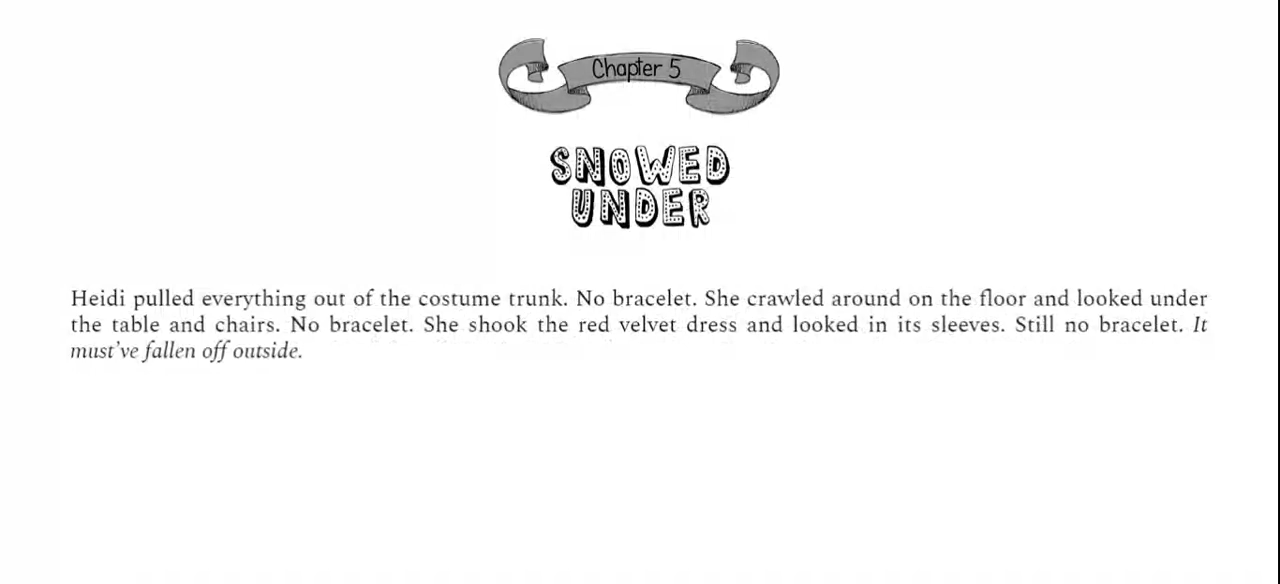 Chapter 5
SNOWED
UNDER
Heidi pulled everything out of the costume trunk. No bracelet. She crawled around on the floor and looked under
the table and chairs. No bracelet. She shook the red velvet dress and looked in its sleeves. Still no bracelet. It
must’ve fallen off outside.